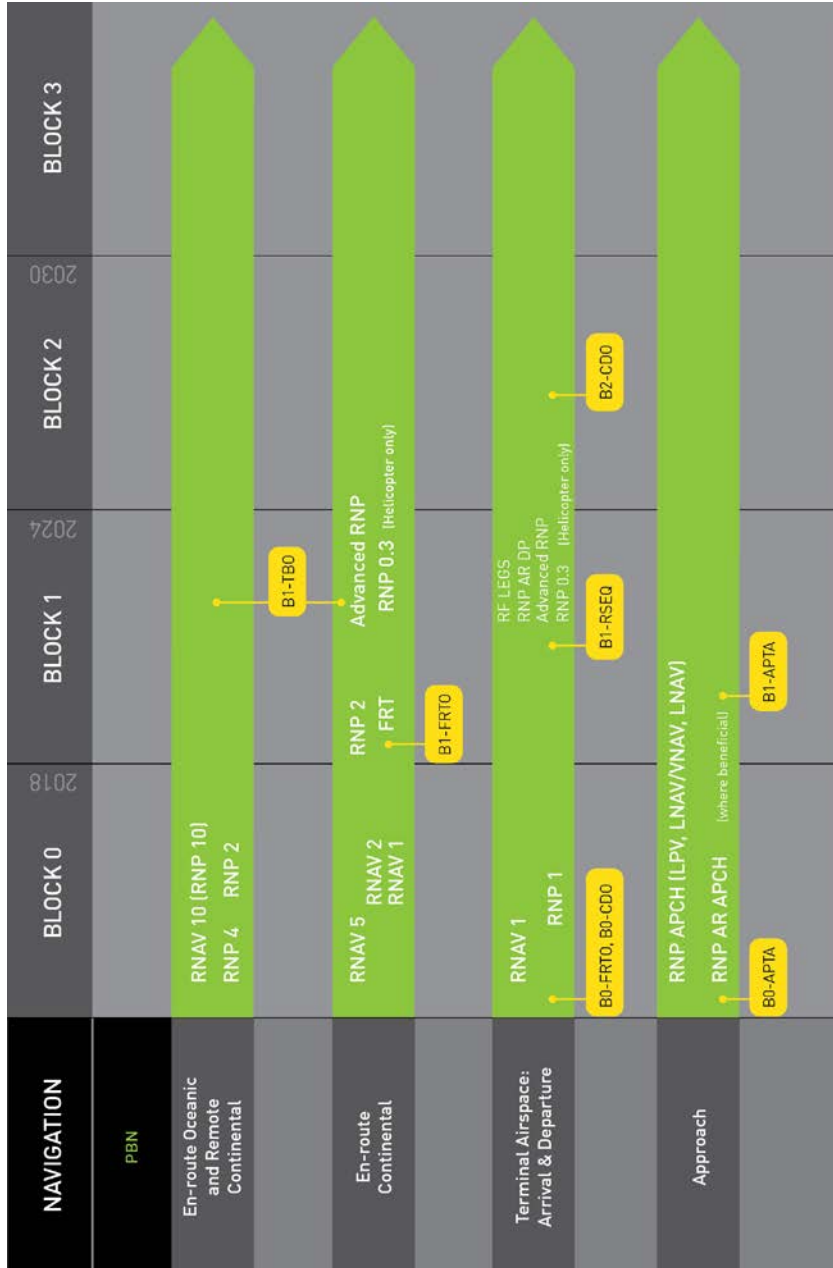 NAVIGATION
BLOCK 0
2018
BLOCK 1
2024
BLOCK 2
2030
BLOCK 3
PBN
En-route Oceanic
and Remote
Continental
RNAV 10 (RNP 10)
RNP 4 RNP 2
B1-TBO
En-route
Continental
RNAV 5
RNAV 2
RNAV 1
RNP 2
FRT
Advanced RNP
RNP 0.3 (Helicopter only)
B1-FRTO
Terminal Airspace:
Arrival & Departure
RNAV 1
RNP 1
RF LEGS
RNP AR DP
Advanced RNP
RNP 0.3 (Helicopter only)
B0-FRTO, B0-CDO
B1-RSEQ
B2-CDO
Approach
RNP APCH (LPV, LNAV/VNAV, LNAV)
RNP AR APCH (where beneficial)
B0-APTA
B1-APTA